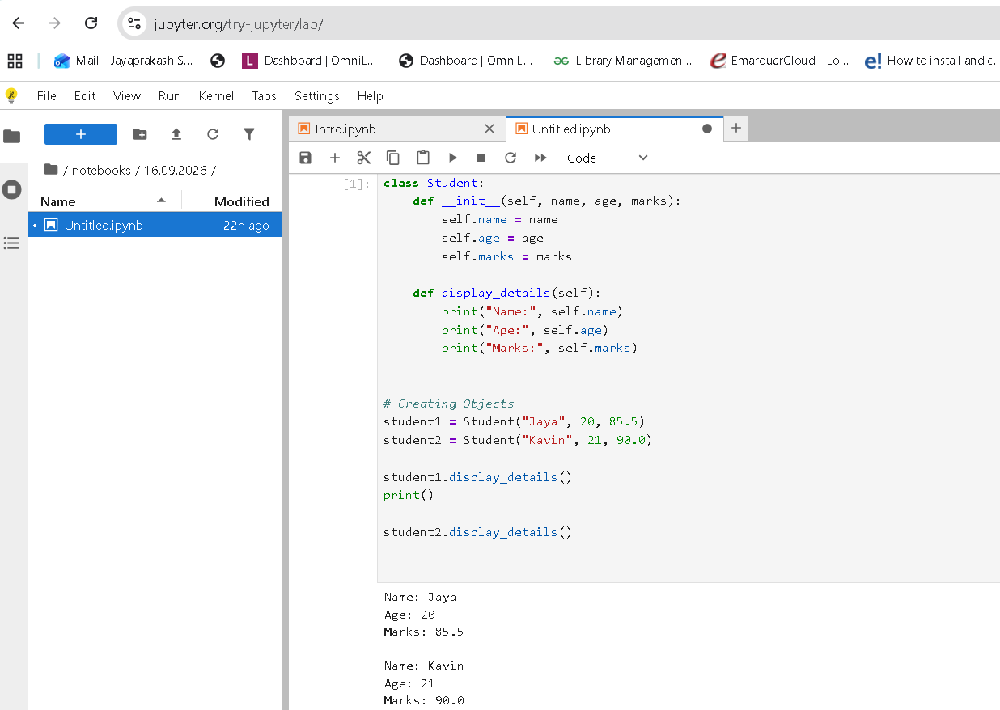 jupyter.org/try-jupyter/lab/
Mail - Jayaprakash S... L Dashboard | OmniL... Dashboard | OmniL... Library Managemen... EmarquerCloud - Lo... e! How to install and c...
File Edit View Run Kernel Tabs Settings Help
Intro.ipynb Untitled.ipynb
Code
/ notebooks / 16.09.2026 /
Name Modified
Untitled.ipynb 22h ago
[1]: class Student:
    def __init__(self, name, age, marks):
        self.name = name
        self.age = age
        self.marks = marks
    def display_details(self):
        print("Name:", self.name)
        print("Age:", self.age)
        print("Marks:", self.marks)
# Creating Objects
student1 = Student("Jaya", 20, 85.5)
student2 = Student("Kavin", 21, 90.0)
student1.display_details()
print()
student2.display_details()
Name: Jaya
Age: 20
Marks: 85.5
Name: Kavin
Age: 21
Marks: 90.0